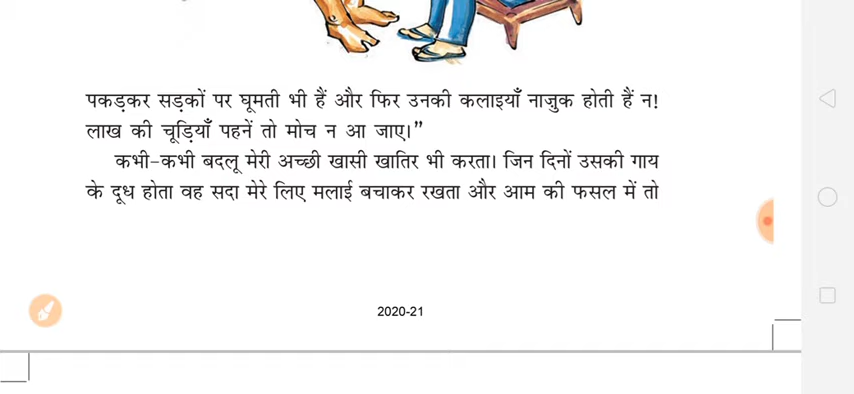 पकड़कर सड़कों पर घूमती भी हैं और फिर उनकी कलाइयाँ नाज़ुक होती हैं न!
लाख की चूड़ियाँ पहनें तो मोच न आ जाए।”
कभी-कभी बदलू मेरी अच्छी खासी खातिर भी करता। जिन दिनों उसकी गाय
के दूध होता वह सदा मेरे लिए मलाई बचाकर रखता और आम की फसल में तो
2020-21